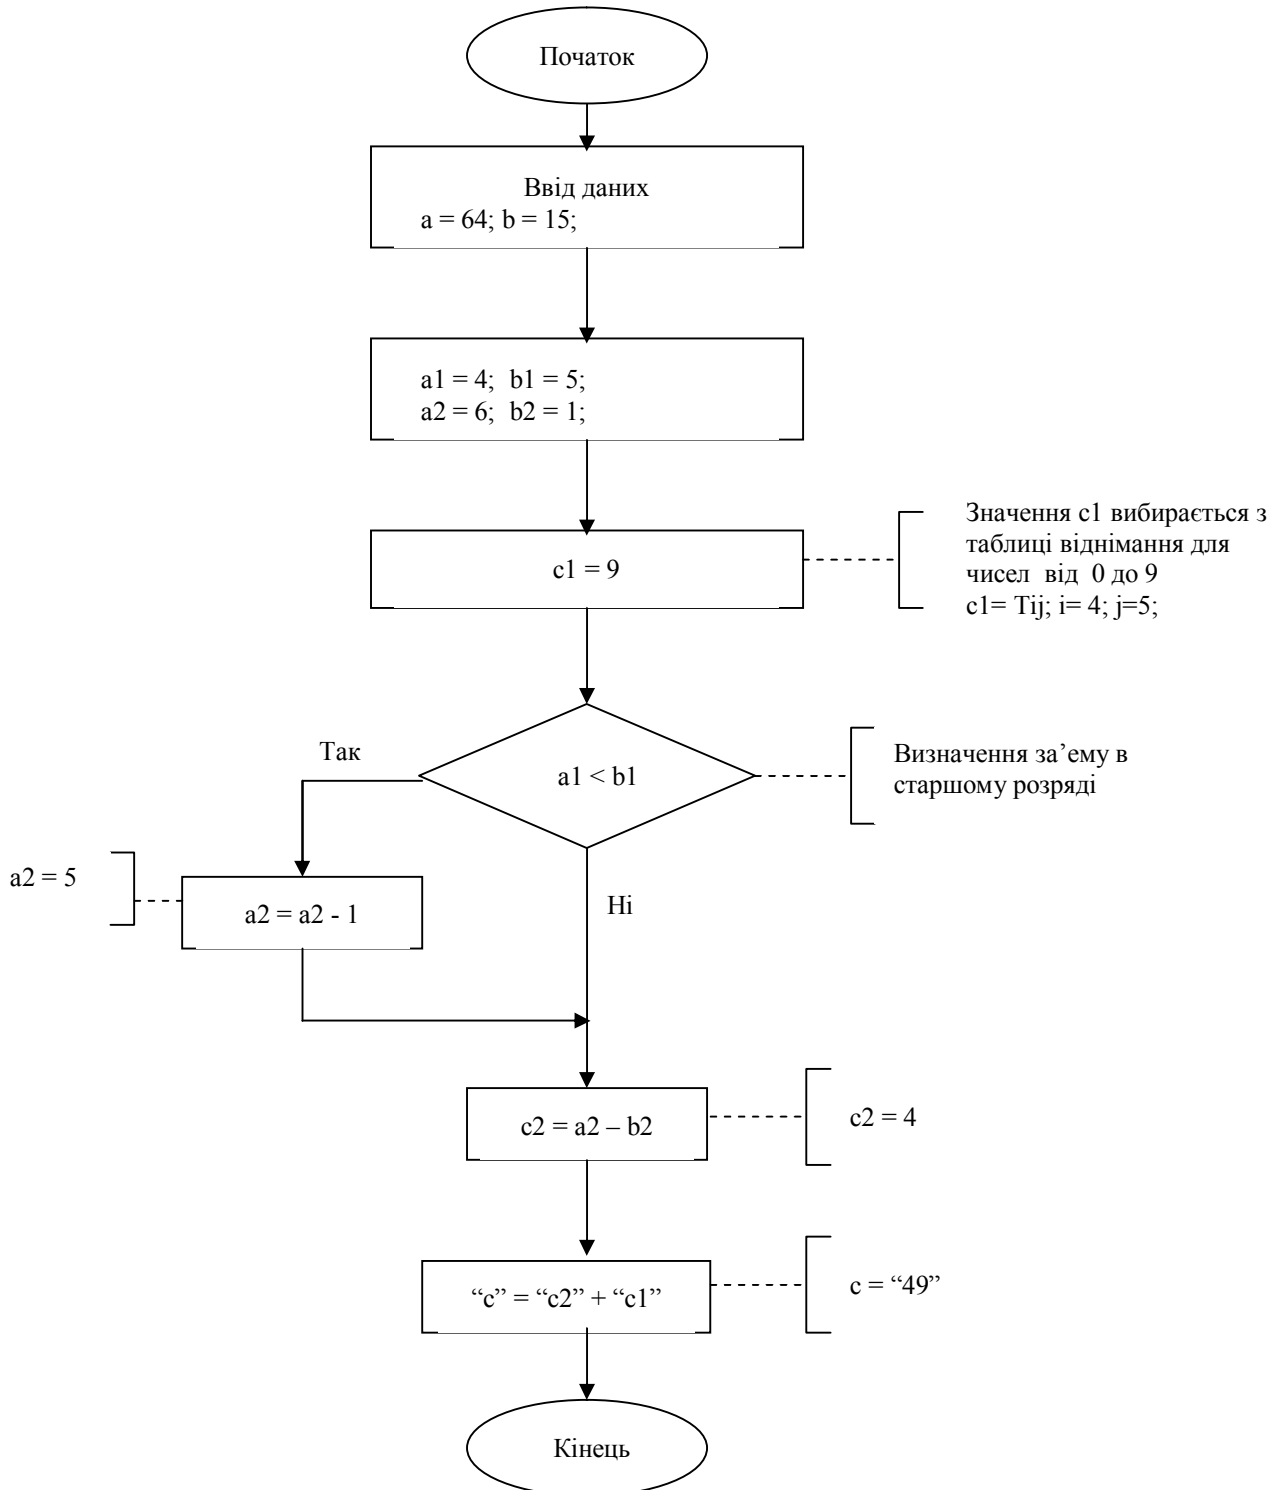 Початок
Ввід даних
a = 64; b = 15;
a1 = 4; b1 = 5;
a2 = 6; b2 = 1;
c1 = 9
Значення c1 вибирається з
таблиці віднімання для
чисел від 0 до 9
c1= Tij; i= 4; j=5;
Так
a1 < b1
Визначення за’ему в
старшому розряді
a2 = 5
a2 = a2 - 1
Ні
c2 = a2 – b2
c2 = 4
“c” = “c2” + “c1”
c = “49”
Кінець